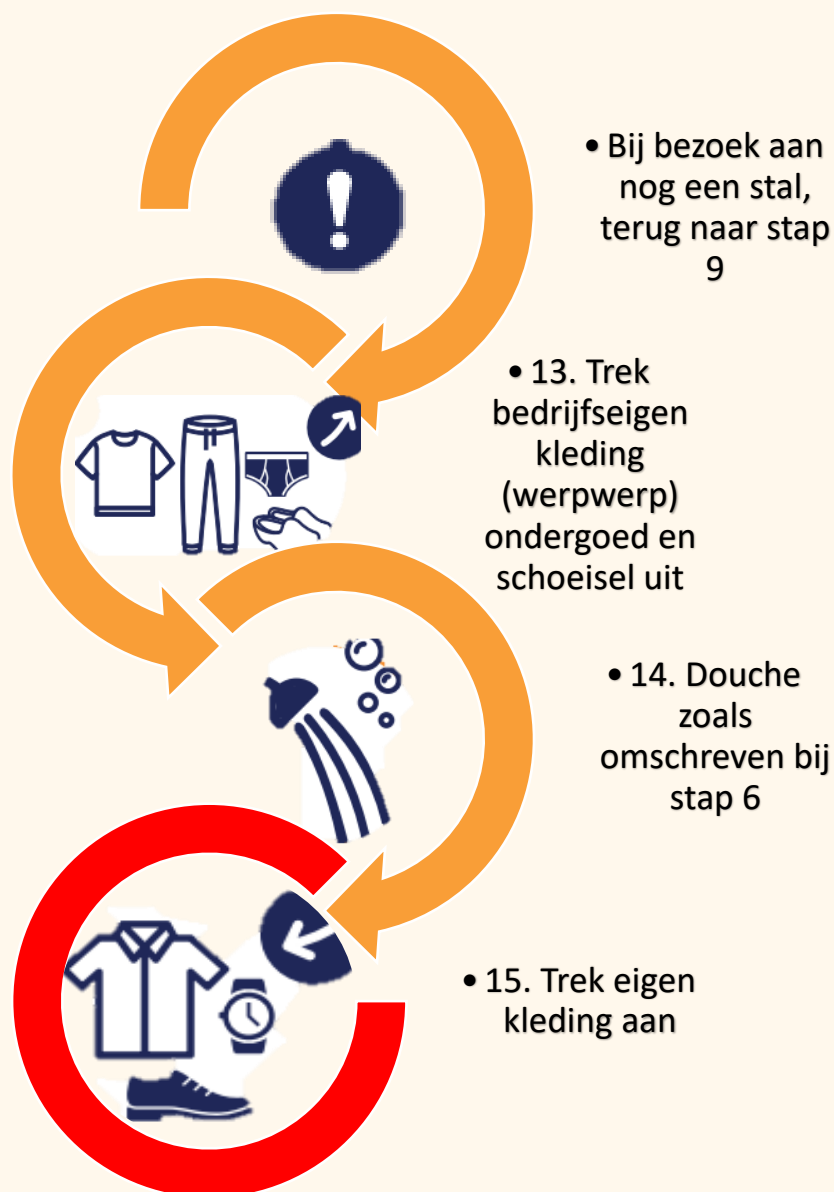 • Bij bezoek aan
nog een stal,
terug naar stap
9
• 13. Trek
bedrijfseigen
kleding
(werpwerp)
ondergoed en
schoeisel uit
• 14. Douche
zoals
omschreven bij
stap 6
• 15. Trek eigen
kleding aan